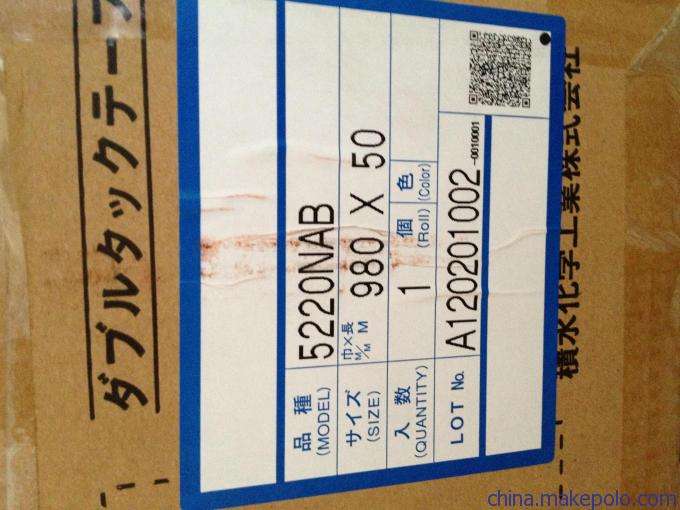 ダブルタックテープ
品種 (MODEL) 5220NAB
サイズ (SIZE) 巾×長 M/M M 980 X 50
入数 (QUANTITY) 1 個 (Roll) 色 (Color)
LOT No. A120201002-0010001
積水化学工業株式会社
china.makepolo.com